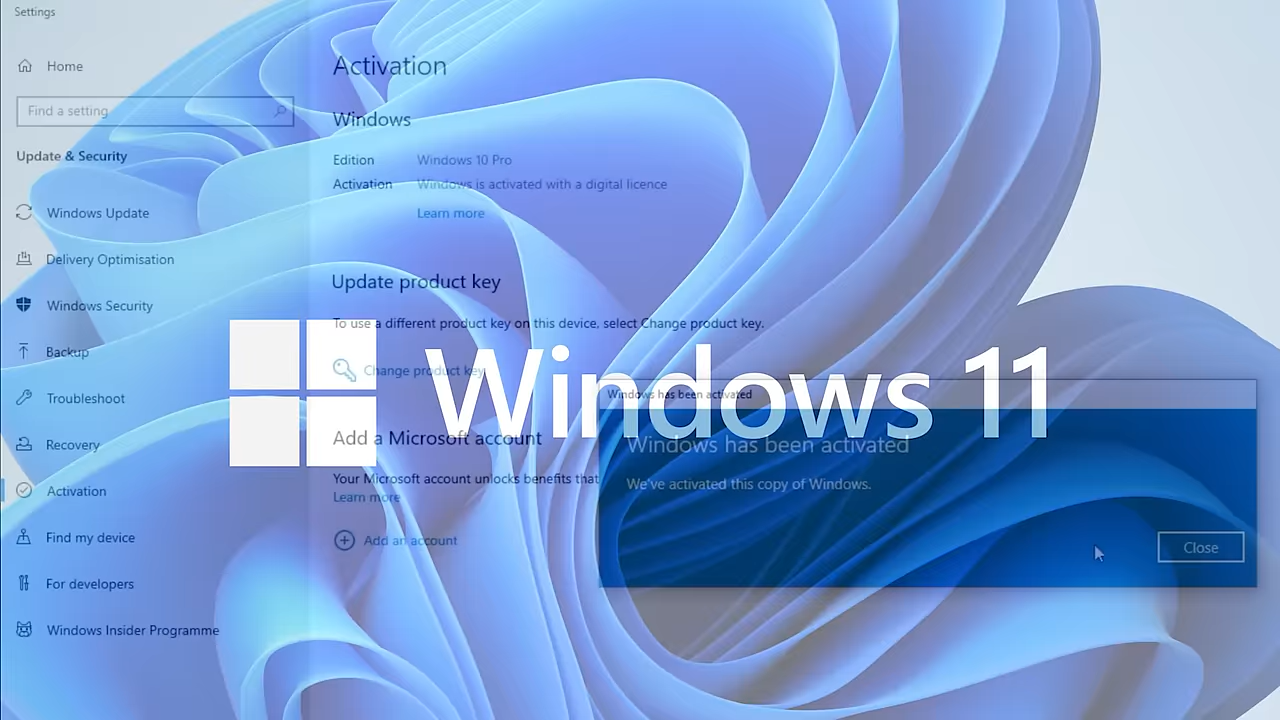 Settings
Home
Find a setting
Update & Security
Windows Update
Delivery Optimisation
Windows Security
Backup
Troubleshoot
Recovery
Activation
Find my device
For developers
Windows Insider Programme
Activation
Windows
Edition Windows 10 Pro
Activation Windows is activated with a digital licence
Learn more
Update product key
To use a different product key on this device, select Change product key.
Change product key
Add a Microsoft account
Your Microsoft account unlocks benefits that
Learn more
Add an account
Windows 11
Windows has been activated
Windows has been activated
We've activated this copy of Windows.
Close